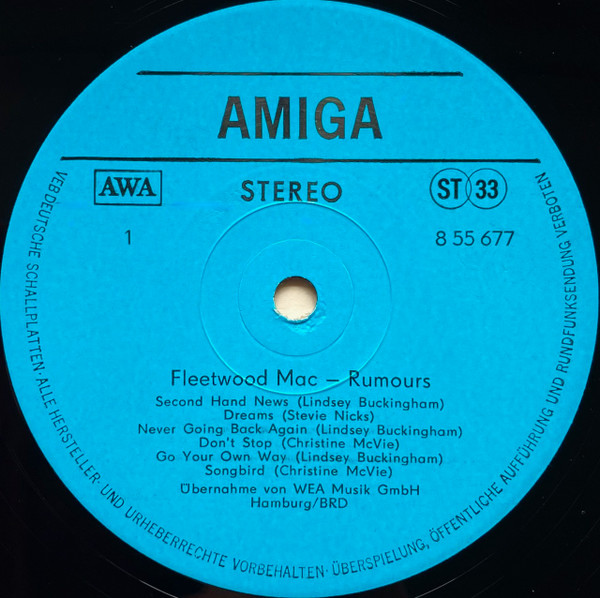 AMIGA
AWA
STEREO
ST 33
1
8 55 677
Fleetwood Mac – Rumours
Second Hand News (Lindsey Buckingham)
Dreams (Stevie Nicks)
Never Going Back Again (Lindsey Buckingham)
Don't Stop (Christine McVie)
Go Your Own Way (Lindsey Buckingham)
Songbird (Christine McVie)
Übernahme von WEA Musik GmbH
Hamburg/BRD
VEB DEUTSCHE SCHALLPLATTEN · ALLE HERSTELLER- UND URHEBERRECHTE VORBEHALTEN · ÜBERSPIELUNG, ÖFFENTLICHE AUFFÜHRUNG UND RUNDFUNKSENDUNG VERBOTEN